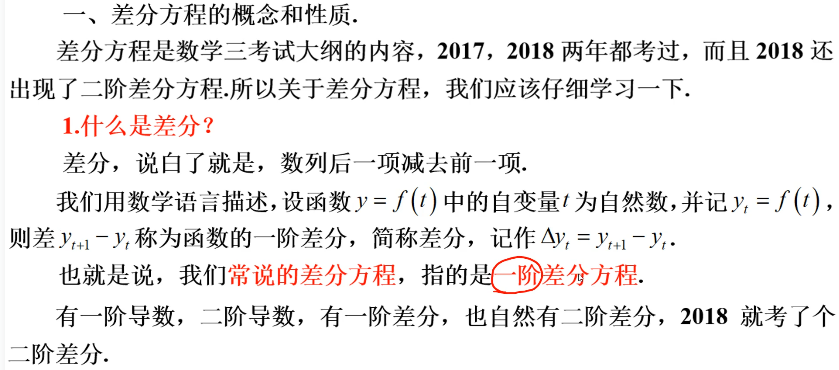 一、差分方程的概念和性质.
差分方程是数学三考试大纲的内容，2017，2018 两年都考过，而且 2018 还
出现了二阶差分方程.所以关于差分方程，我们应该仔细学习一下.
1.什么是差分？
差分，说白了就是，数列后一项减去前一项.
我们用数学语言描述，设函数 y = f(t) 中的自变量 t 为自然数，并记 yₜ = f(t)，
则差 yₜ₊₁ − yₜ 称为函数的一阶差分，简称差分，记作 Δyₜ = yₜ₊₁ − yₜ.
也就是说，我们常说的差分方程，指的是一阶差分方程.
有一阶导数，二阶导数，有一阶差分，也自然有二阶差分，2018 就考了个
二阶差分.